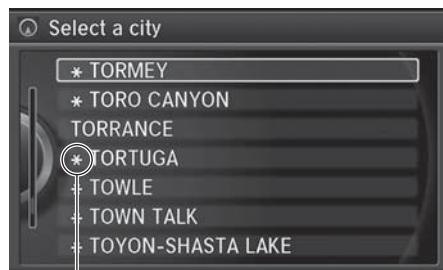 Select a city
* TORMEY
* TORO CANYON
TORRANCE
* TORTUGA
* TOWLE
* TOWN TALK
* TOYON-SHASTA LAKE